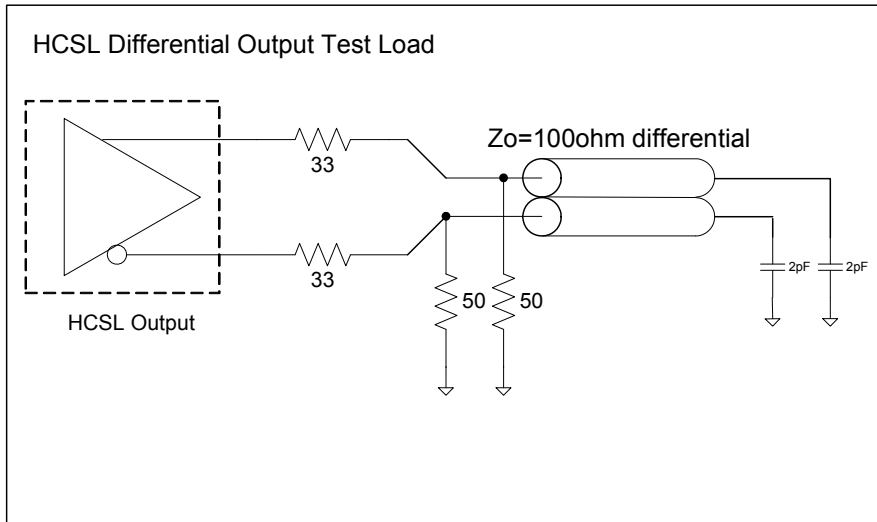 HCSL Differential Output Test Load
Zo=100ohm differential
33
33
50
50
2pF
2pF
HCSL Output